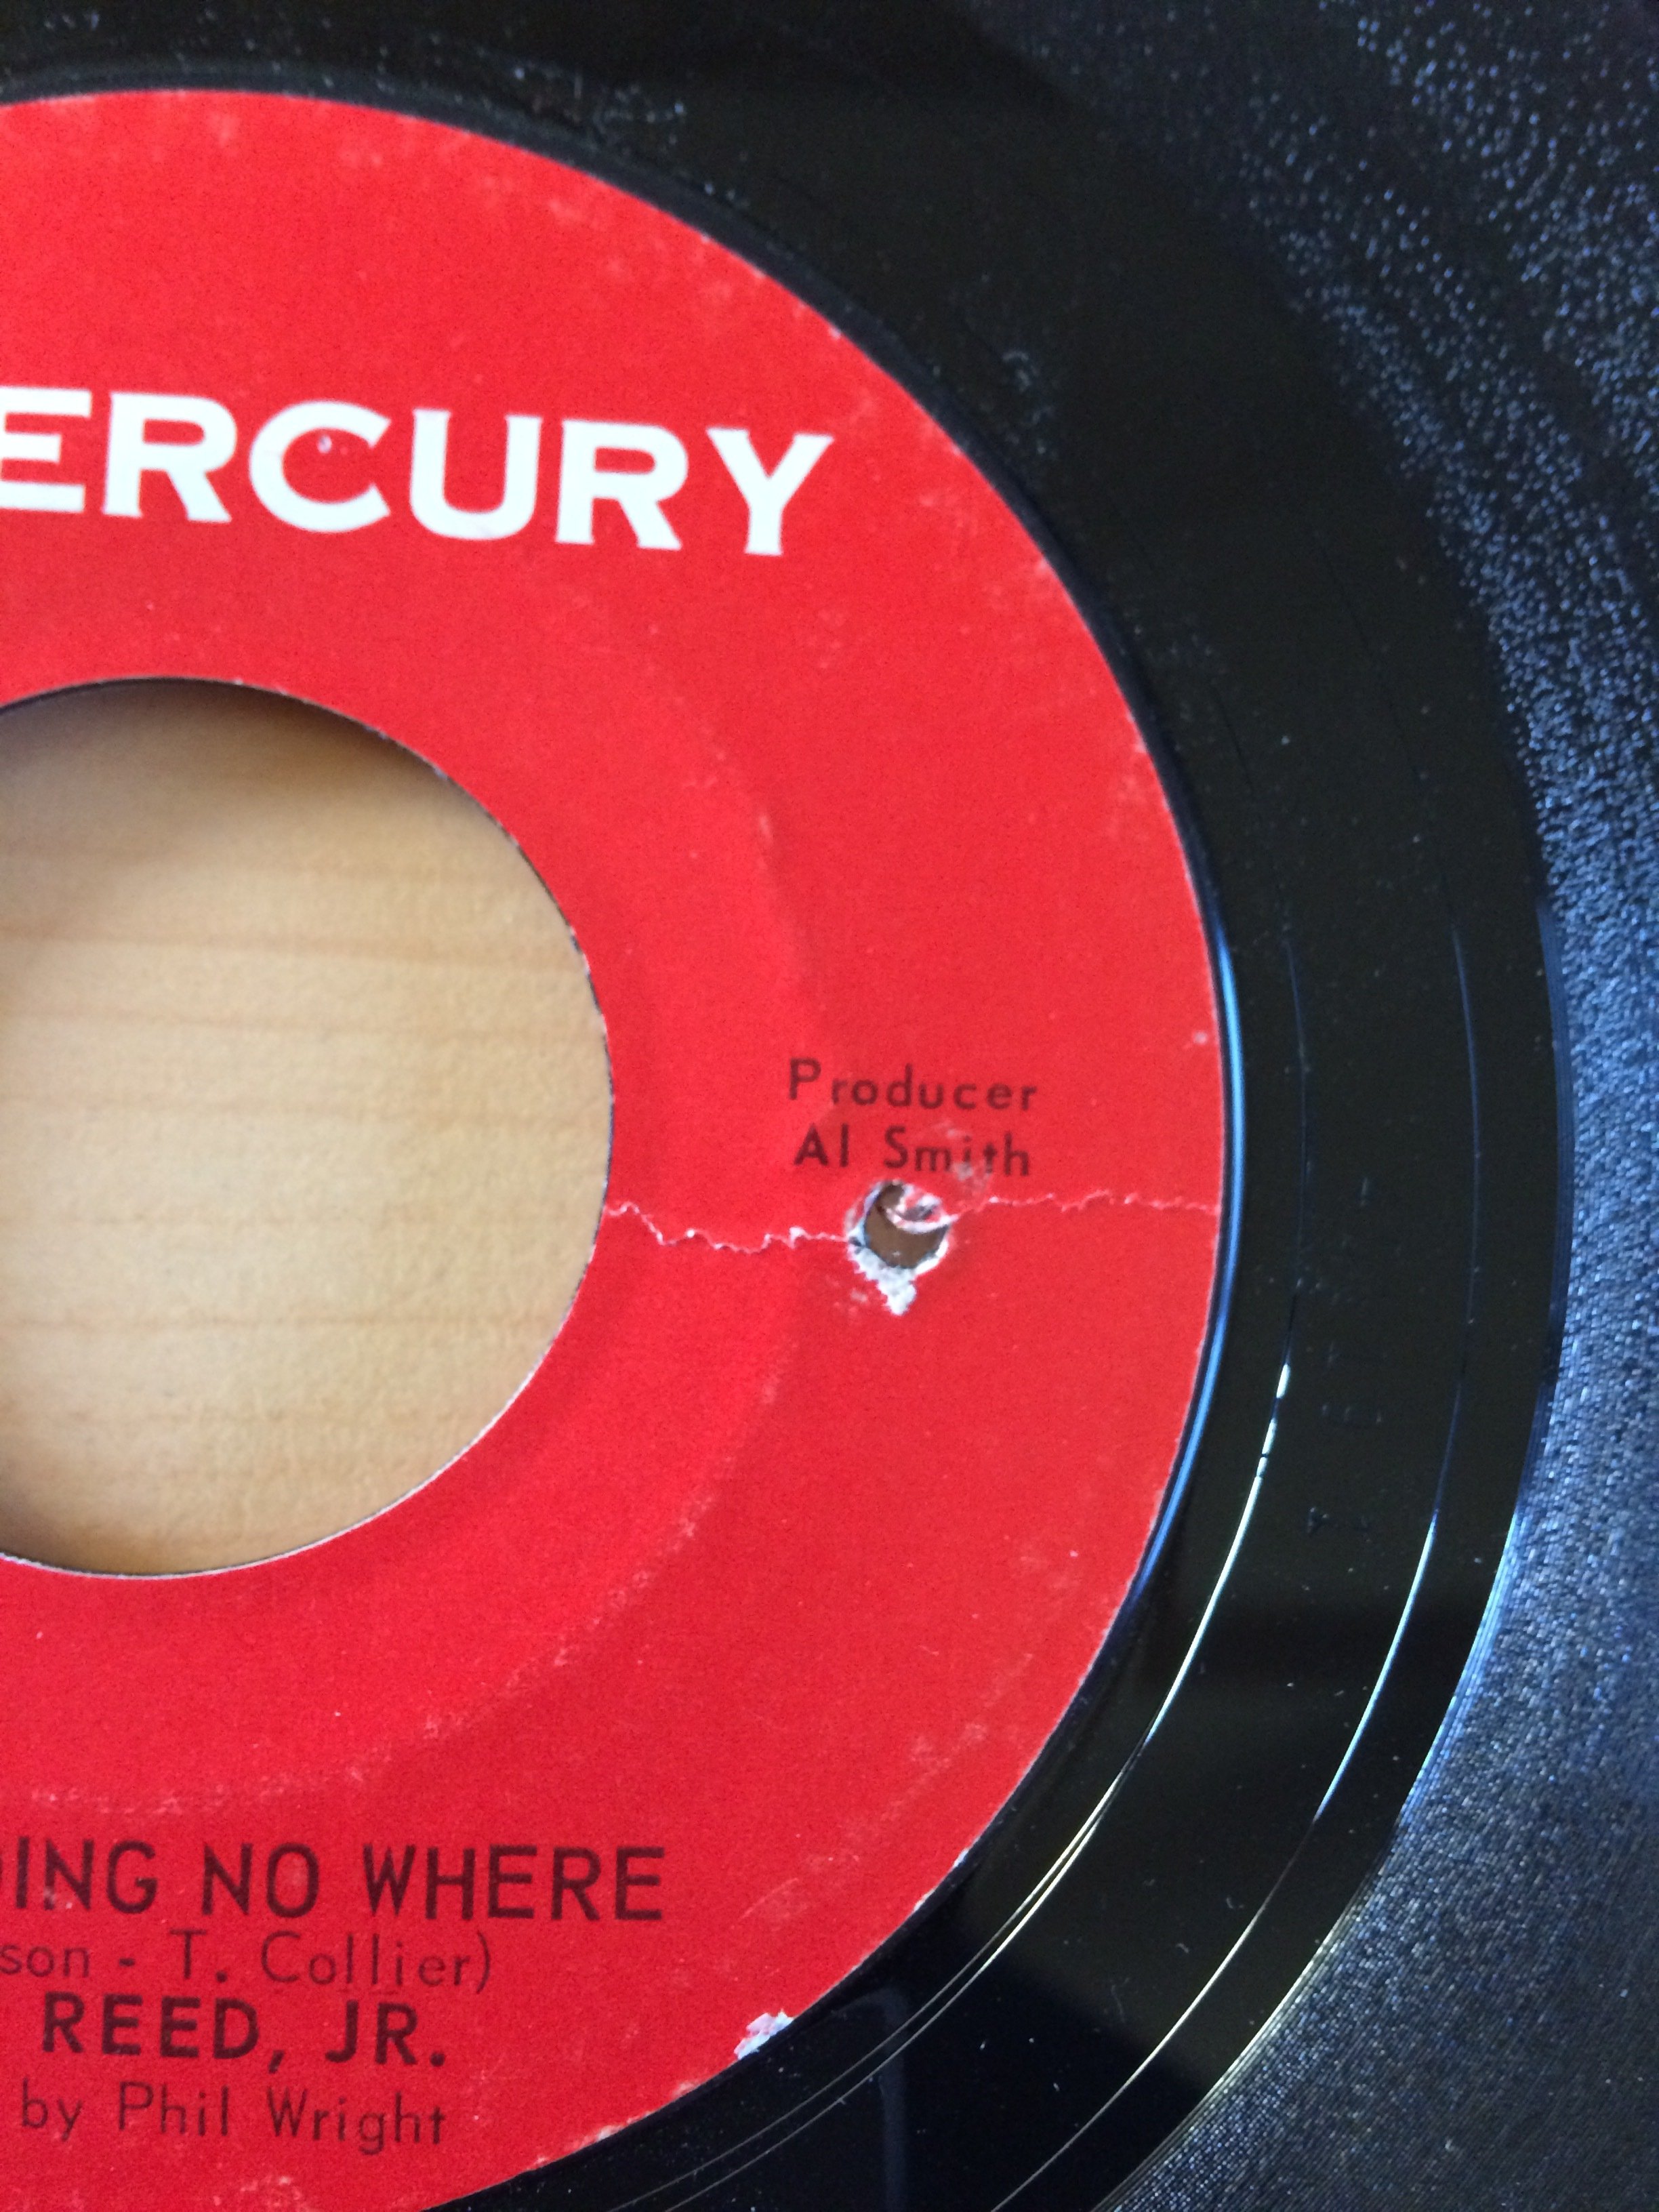 ERCURY
Producer
Al Smith
ING NO WHERE
son - T. Collier)
REED, JR.
by Phil Wright